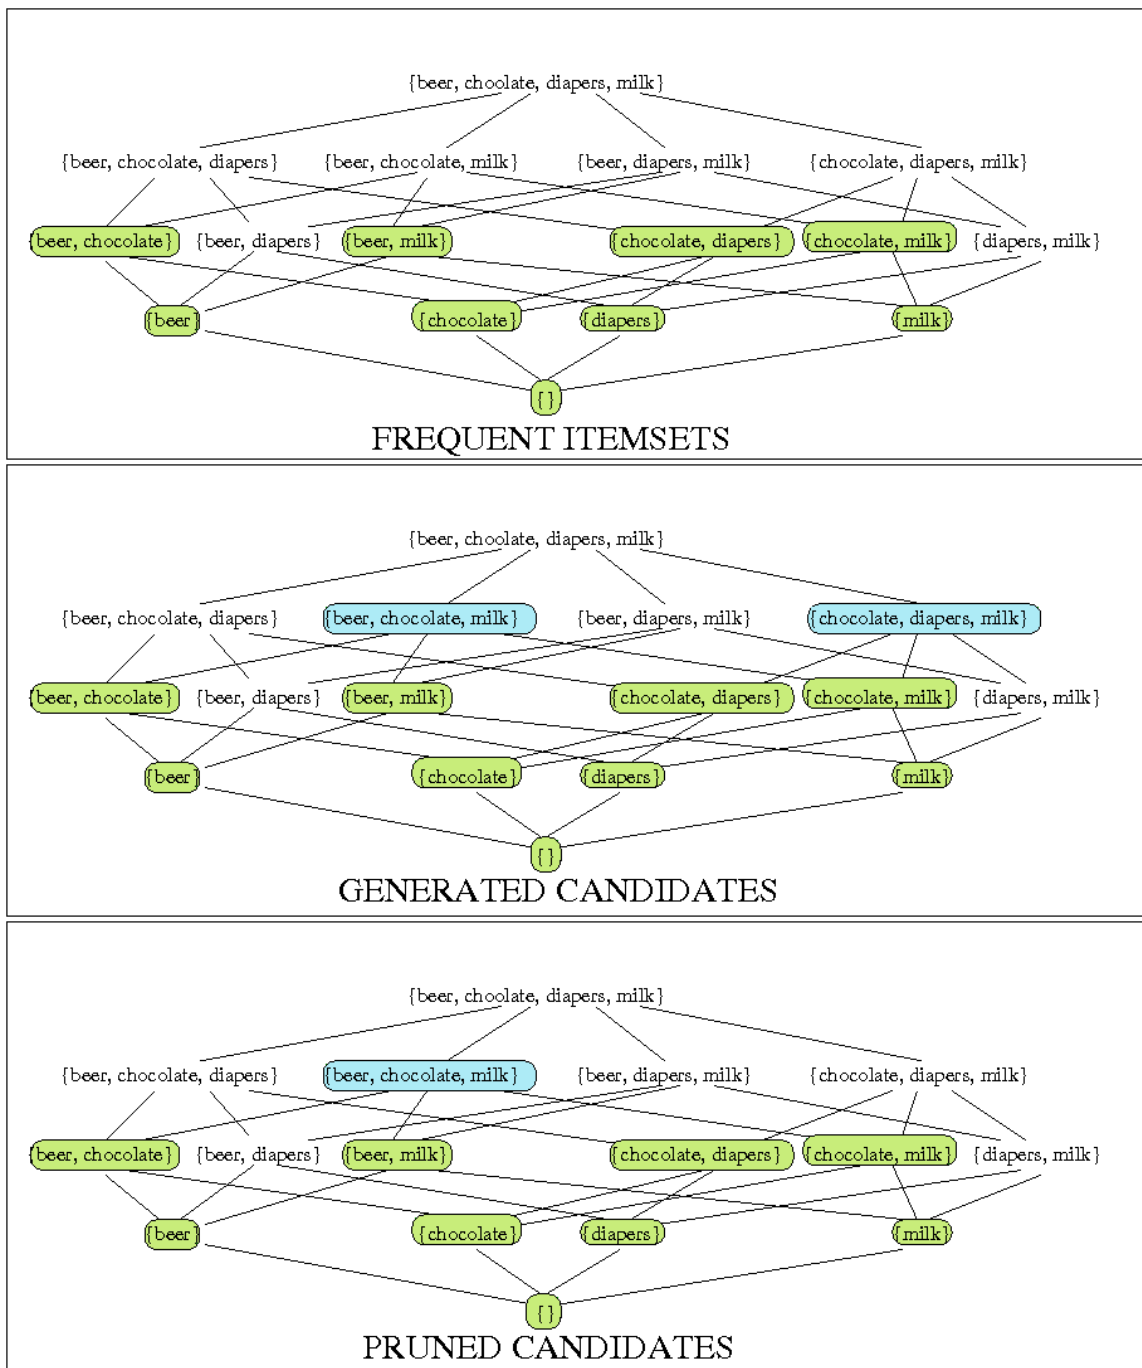 {beer, choolate, diapers, milk}
{beer, chocolate, diapers} {beer, chocolate, milk} {beer, diapers, milk} {chocolate, diapers, milk}
{beer, chocolate} {beer, diapers} {beer, milk} {chocolate, diapers} {chocolate, milk} {diapers, milk}
{beer} {chocolate} {diapers} {milk}
{}
FREQUENT ITEMSETS
{beer, choolate, diapers, milk}
{beer, chocolate, diapers} {beer, chocolate, milk} {beer, diapers, milk} {chocolate, diapers, milk}
{beer, chocolate} {beer, diapers} {beer, milk} {chocolate, diapers} {chocolate, milk} {diapers, milk}
{beer} {chocolate} {diapers} {milk}
{}
GENERATED CANDIDATES
{beer, choolate, diapers, milk}
{beer, chocolate, diapers} {beer, chocolate, milk} {beer, diapers, milk} {chocolate, diapers, milk}
{beer, chocolate} {beer, diapers} {beer, milk} {chocolate, diapers} {chocolate, milk} {diapers, milk}
{beer} {chocolate} {diapers} {milk}
{}
PRUNED CANDIDATES